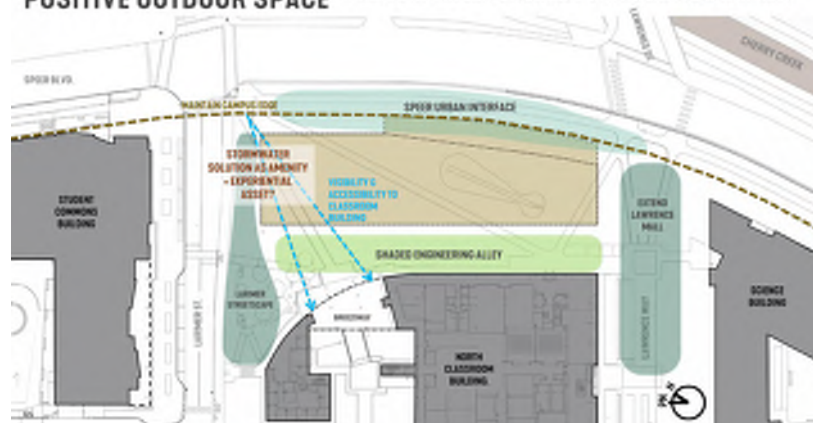 POSITIVE OUTDOOR SPACE
SPEER BLVD.
LAWRENCE ST.
CHERRY CREEK
MAINTAIN CAMPUS EDGE
SPEER URBAN INTERFACE
STORMWATER
SOLUTION AS AMENITY
- EXPERIENTIAL
ASSET?
VISIBILITY &
ACCESSIBILITY TO
CLASSROOM
BUILDING
STUDENT
COMMONS
BUILDING
EXTEND
LAWRENCE
MALL
SHADED ENGINEERING ALLEY
LARIMER
STREETSCAPE
LARIMER ST.
BREEZEWAY
SCIENCE
BUILDING
NORTH
CLASSROOM
BUILDING
N